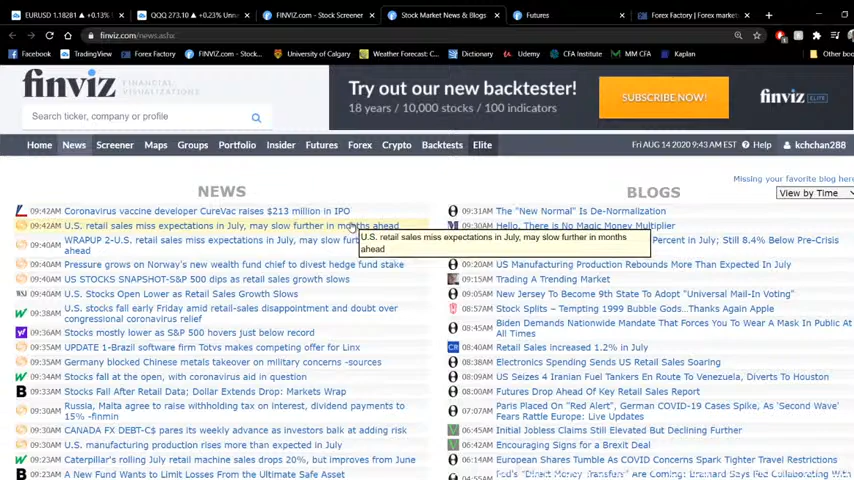 EURUSD 1.18281 ▲ +0.13%
QQQ 273.10 ▲ +0.23%
FINVIZ.com - Stock Screener
Stock Market News & Blogs
Futures
Forex Factory | Forex market
finviz.com/news.ashx
Facebook
TradingView
Forex Factory
FINVIZ.com - Stock...
University of Calgary
Weather Forecast: C...
Dictionary
Udemy
CFA Institute
MM CFA
Kaplan
Other boo
finviz FINANCIAL VISUALIZATIONS
Search ticker, company or profile
Try out our new backtester!
18 years / 10,000 stocks / 100 indicators
SUBSCRIBE NOW!
finviz ELITE
Home News Screener Maps Groups Portfolio Insider Futures Forex Crypto Backtests Elite
Fri AUG 14 2020 9:43 AM EST Help kchchan288
Missing your favorite blog here
View by Time
NEWS
09:42AM Coronavirus vaccine developer CureVac raises $213 million in IPO
09:42AM U.S. retail sales miss expectations in July, may slow further in months ahead
09:40AM WRAPUP 2-U.S. retail sales miss expectations in July, may slow fur
ahead
09:40AM Pressure grows on Norway's new wealth fund chief to divest hedge fund stake
09:40AM US STOCKS SNAPSHOT-S&P 500 dips as retail sales growth slows
09:40AM U.S. Stocks Open Lower as Retail Sales Growth Slows
09:38AM U.S. stocks fall early Friday amid retail-sales disappointment and doubt over
congressional coronavirus relief
09:36AM Stocks mostly lower as S&P 500 hovers just below record
09:35AM UPDATE 1-Brazil software firm Totvs makes competing offer for Linx
09:35AM Germany blocked Chinese metals takeover on military concerns -sources
09:34AM Stocks fall at the open, with coronavirus aid in question
09:33AM Stocks Fall After Retail Data; Dollar Extends Drop: Markets Wrap
09:30AM Russia, Malta agree to raise withholding tax on interest, dividend payments to
15% -finmin
09:30AM CANADA FX DEBT-C$ pares its weekly advance as investors balk at adding risk
09:30AM U.S. manufacturing production rises more than expected in July
09:23AM Caterpillar's rolling July retail machine sales drops 20%, but improves from June
09:23AM A New Fund Wants to Limit Losses From the Ultimate Safe Asset
U.S. retail sales miss expectations in July, may slow further in months
ahead
BLOGS
09:31AM The "New Normal" Is De-Normalization
09:30AM Hello, There is No Magic Money Multiplier
Percent in July; Still 8.4% Below Pre-Crisis
09:20AM US Manufacturing Production Rebounds More Than Expected In July
09:15AM Trading A Trending Market
09:05AM New Jersey To Become 9th State To Adopt "Universal Mail-In Voting"
08:57AM Stock Splits – Tempting 1999 Bubble Gods...Thanks Again Apple
08:45AM Biden Demands Nationwide Mandate That Forces You To Wear A Mask In Public At
All Times
08:40AM Retail Sales increased 1.2% in July
08:38AM Electronics Spending Sends US Retail Sales Soaring
08:09AM US Seizes 4 Iranian Fuel Tankers En Route To Venezuela, Diverts To Houston
08:00AM Futures Drop Ahead Of Key Retail Sales Report
07:07AM Paris Placed On "Red Alert", German COVID-19 Cases Spike, As 'Second Wave'
Fears Rattle Europe: Live Updates
06:45AM Initial Jobless Claims Still Elevated But Declining Further
06:42AM Encouraging Signs for a Brexit Deal
06:14AM European Shares Tumble As COVID Concerns Spark Tighter Travel Restrictions
04:55AM Fed's "Direct Money Transfers" Are Coming: Brainard Says Fed Collaborating With